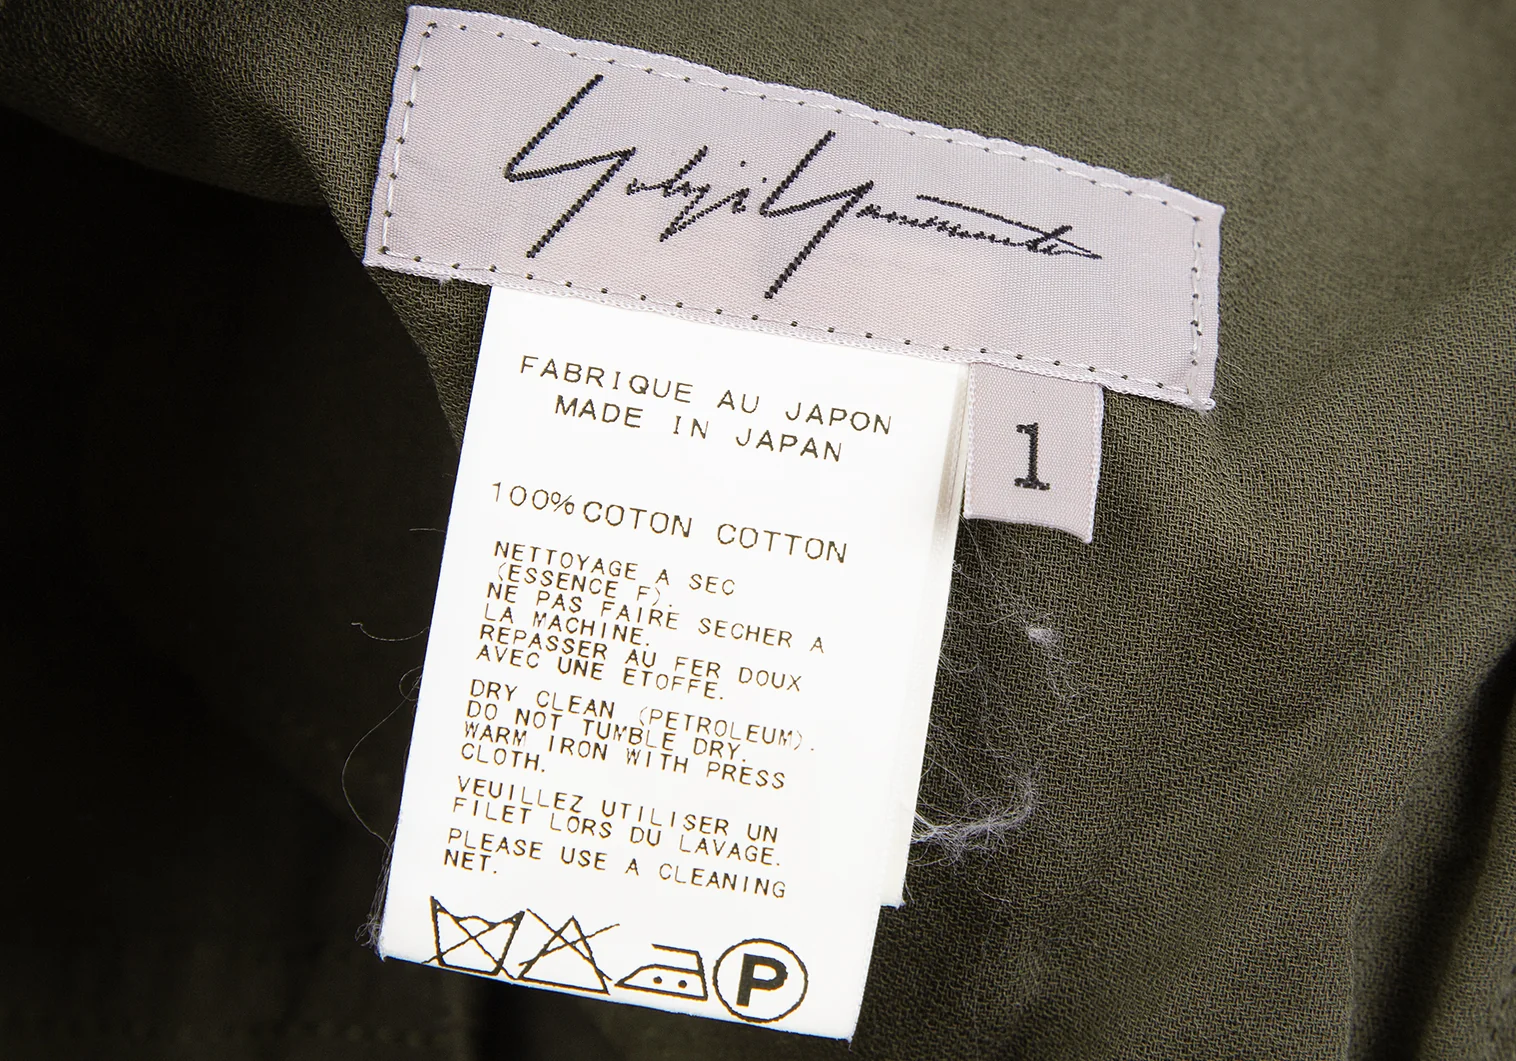 Yohji Yamamoto
FABRIQUE AU JAPON
MADE IN JAPAN
1
100% COTON COTTON
NETTOYAGE A SEC
(ESSENCE F).
NE PAS FAIRE SECHER A
LA MACHINE.
REPASSER AU FER DOUX
AVEC UNE ETOFFE.
DRY CLEAN (PETROLEUM).
DO NOT TUMBLE DRY.
WARM IRON WITH PRESS
CLOTH.
VEUILLEZ UTILISER UN
FILET LORS DU LAVAGE.
PLEASE USE A CLEANING
NET.
P